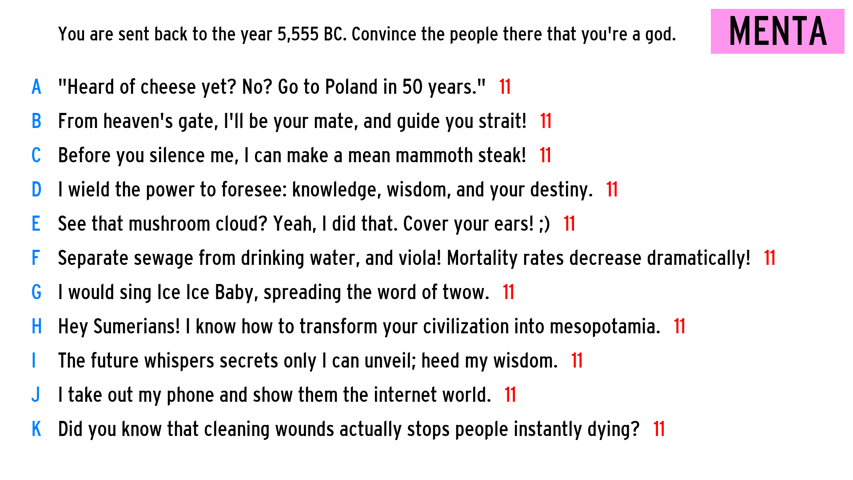 You are sent back to the year 5,555 BC. Convince the people there that you're a god.
MENTA
A "Heard of cheese yet? No? Go to Poland in 50 years." 11
B From heaven's gate, I'll be your mate, and guide you strait! 11
C Before you silence me, I can make a mean mammoth steak! 11
D I wield the power to foresee: knowledge, wisdom, and your destiny. 11
E See that mushroom cloud? Yeah, I did that. Cover your ears! ;) 11
F Separate sewage from drinking water, and viola! Mortality rates decrease dramatically! 11
G I would sing Ice Ice Baby, spreading the word of twow. 11
H Hey Sumerians! I know how to transform your civilization into mesopotamia. 11
I The future whispers secrets only I can unveil; heed my wisdom. 11
J I take out my phone and show them the internet world. 11
K Did you know that cleaning wounds actually stops people instantly dying? 11